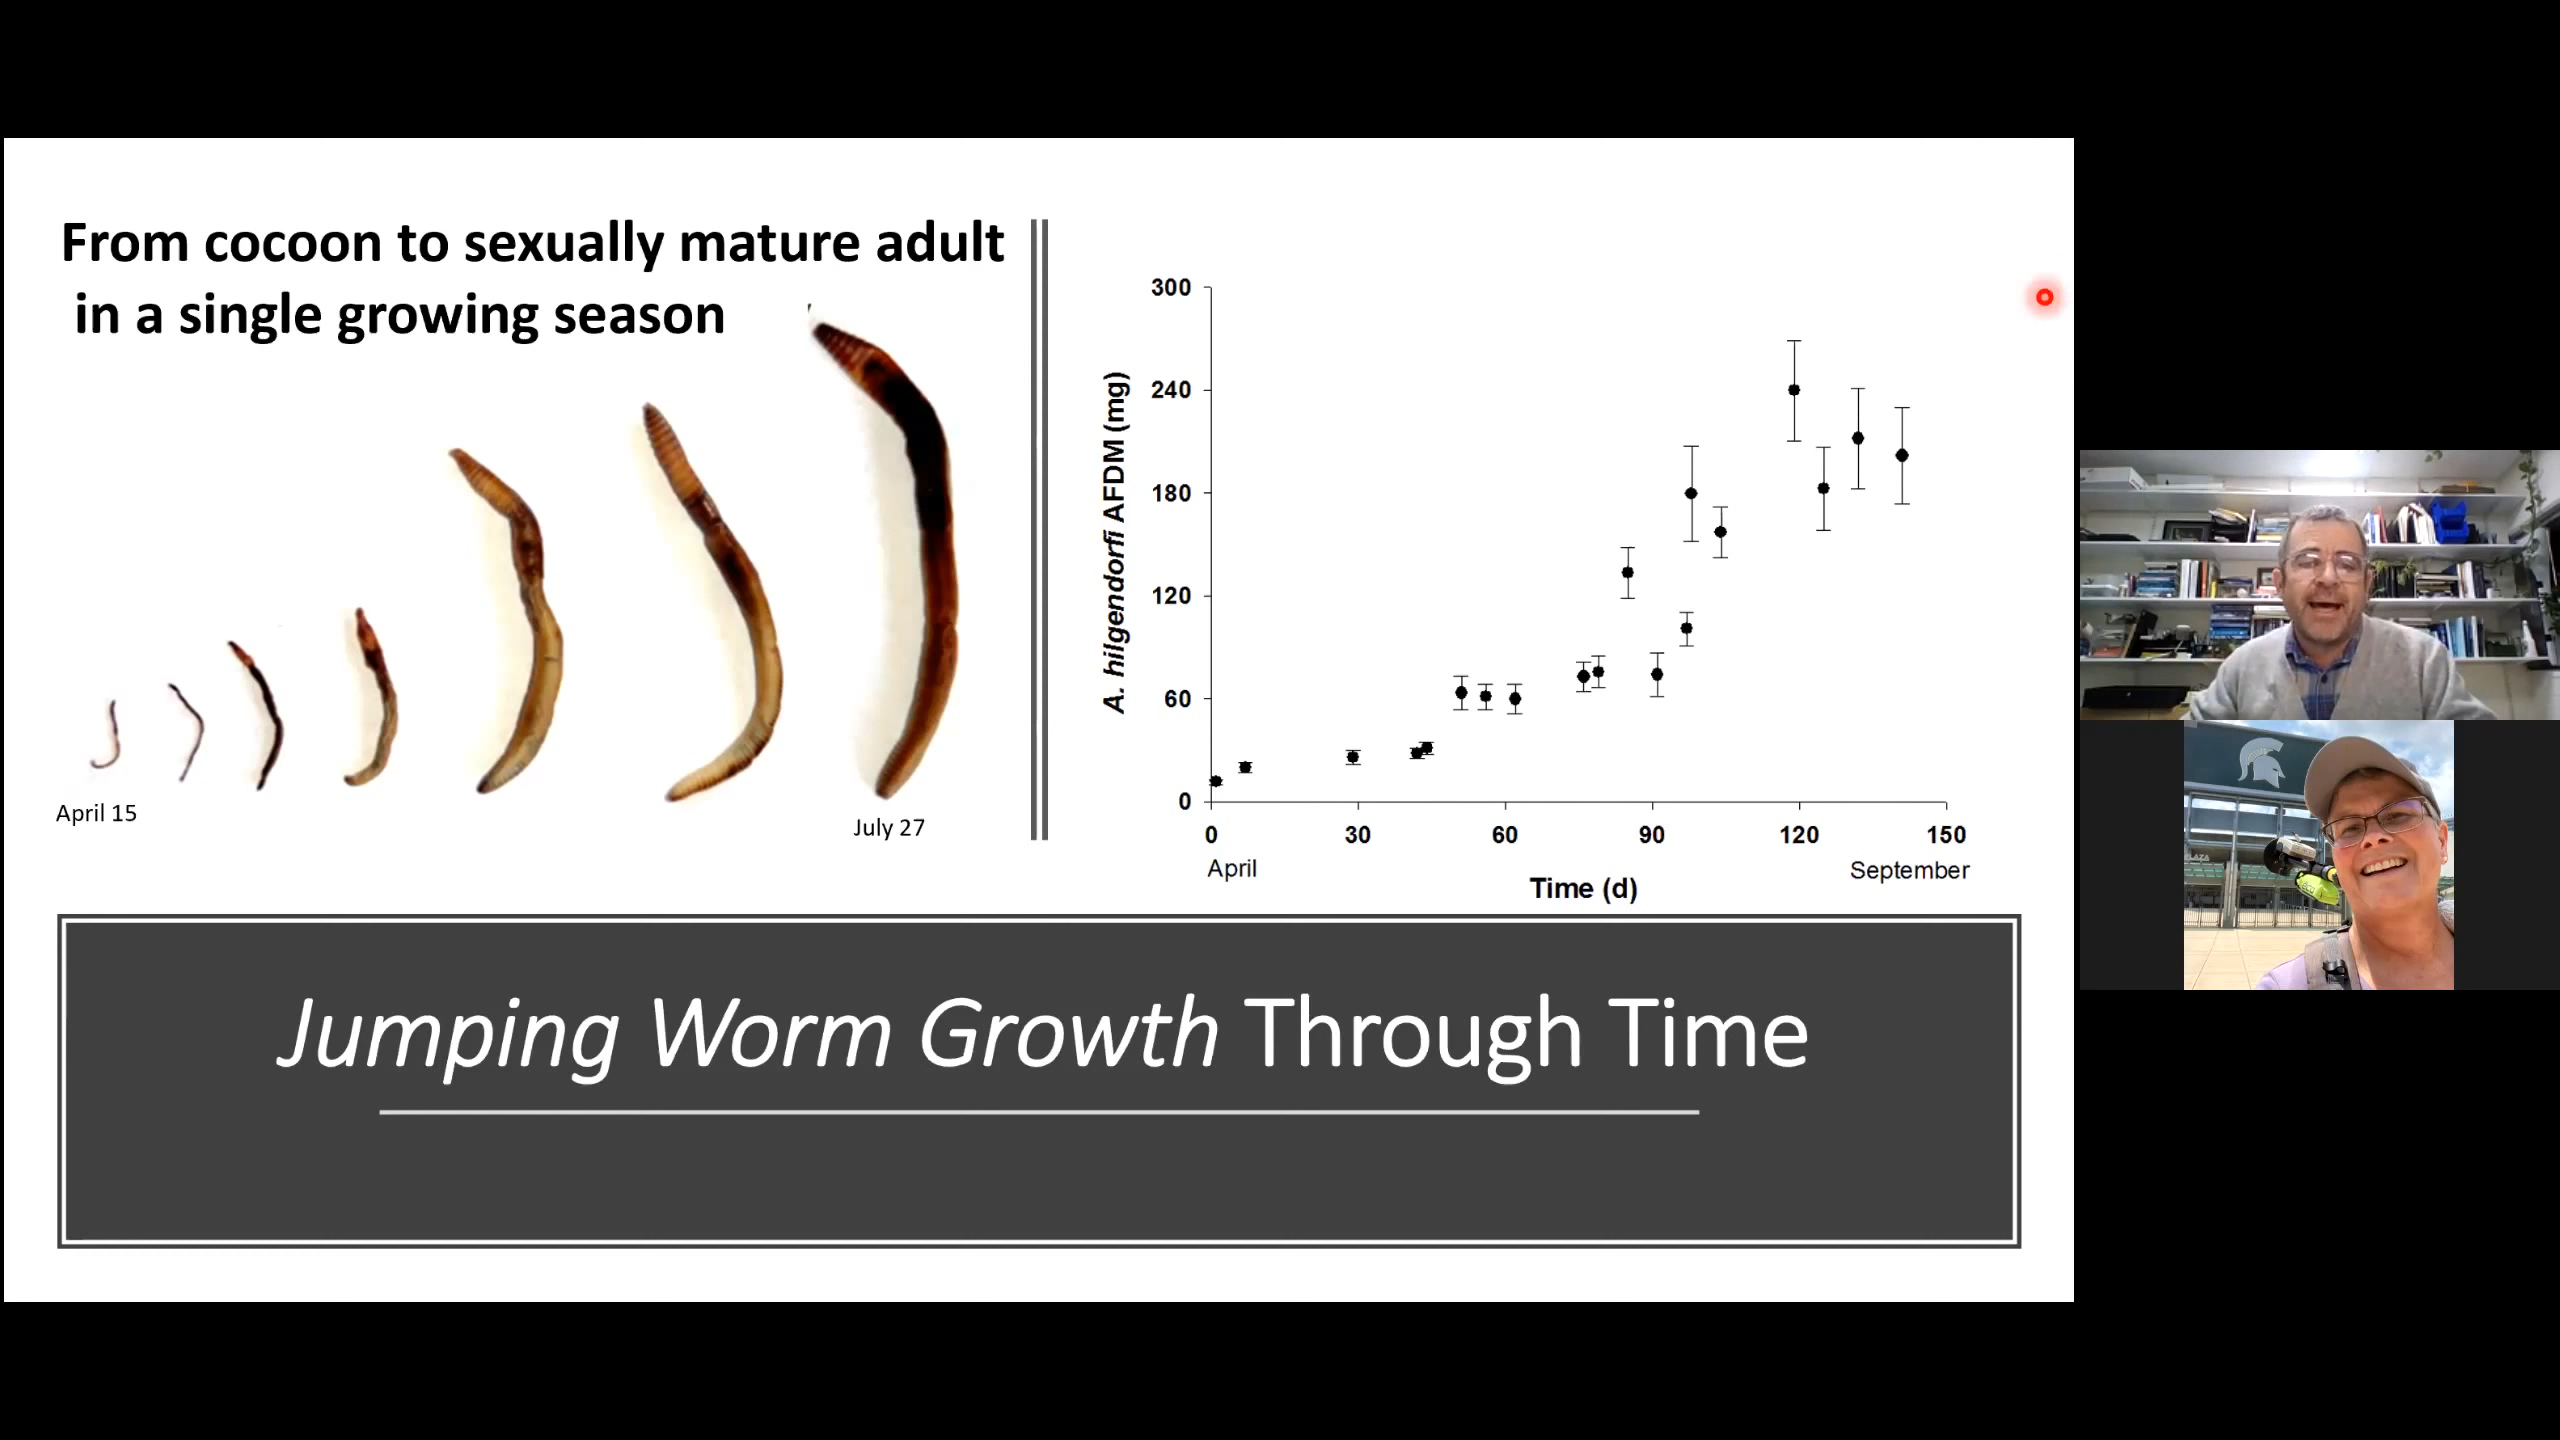 From cocoon to sexually mature adult
in a single growing season
April 15
July 27
300
240
180
120
60
0
A. hilgendorfi AFDM (mg)
0
30
60
90
120
150
April
September
Time (d)
Jumping Worm Growth Through Time